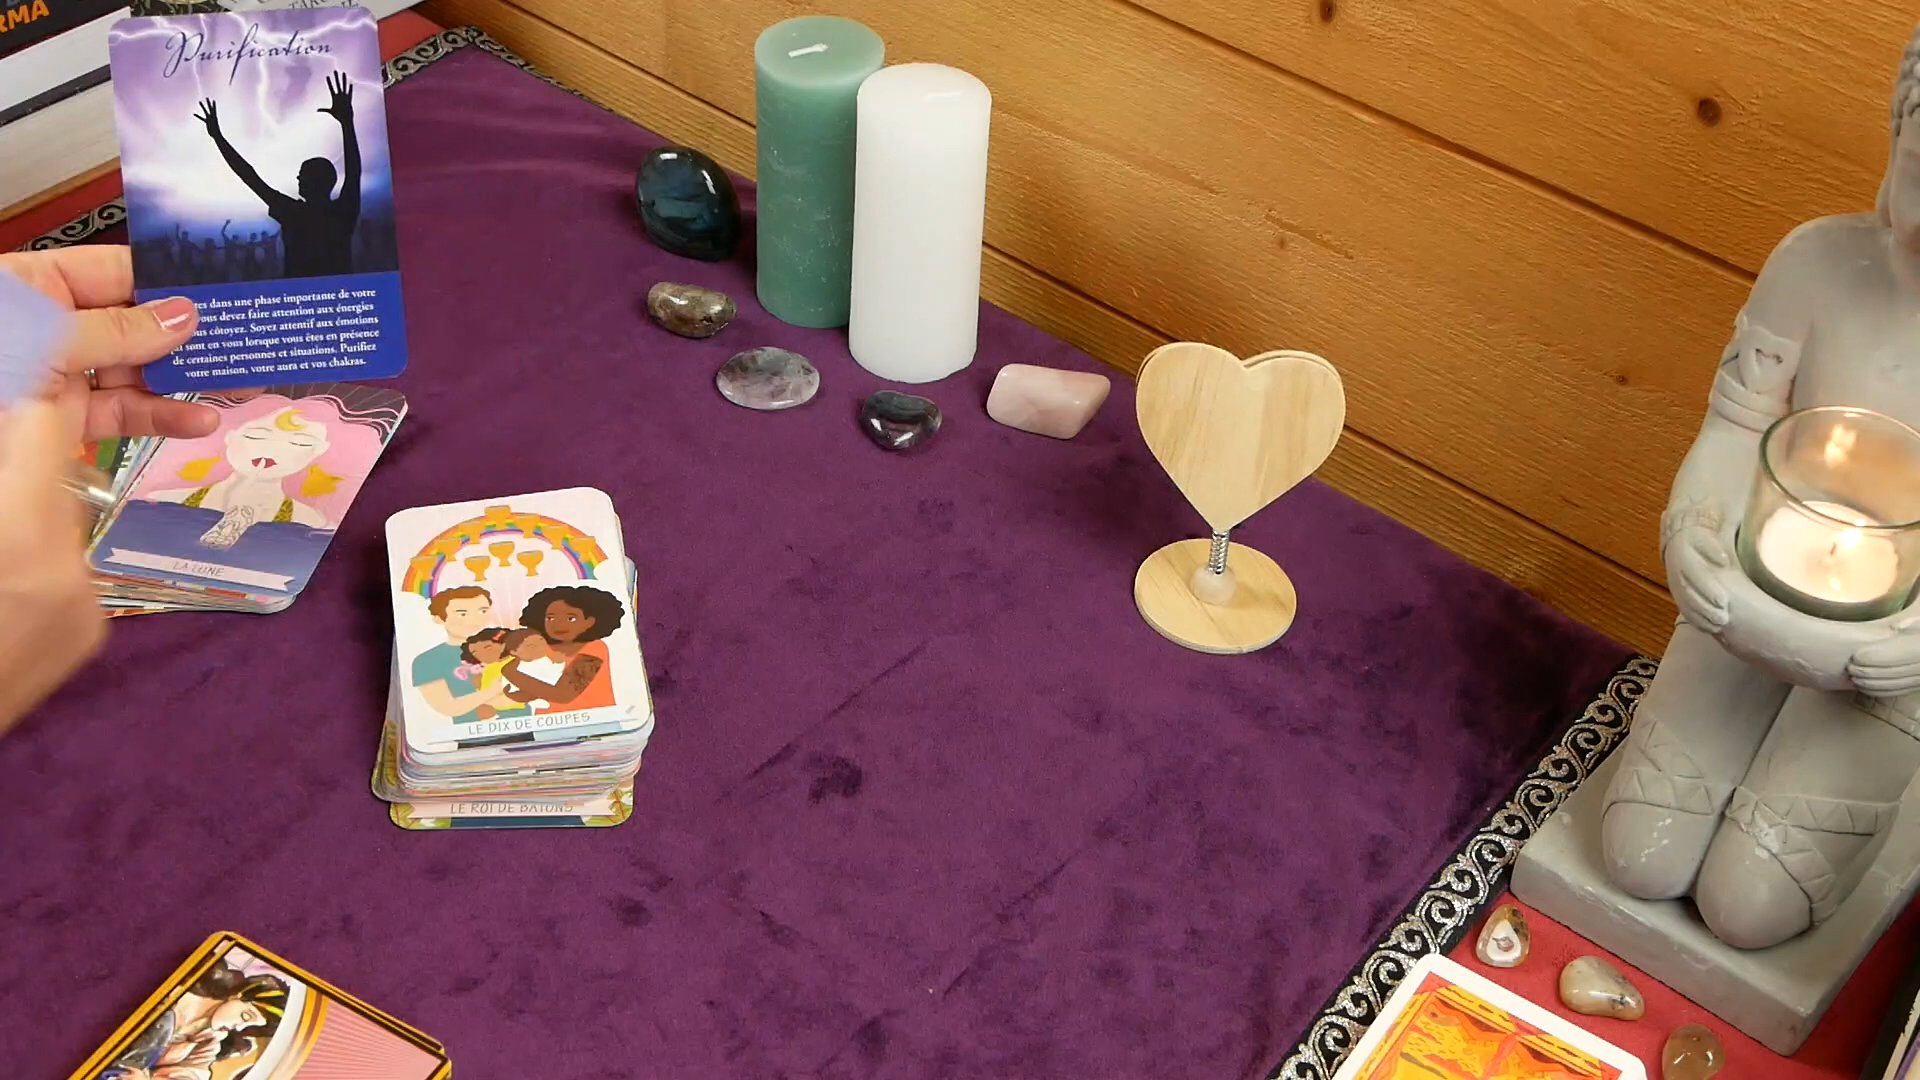 RMA
Purification
tes dans une phase importante de votre
vous devez faire attention aux énergies
us côtoyez. Soyez attentif aux émotions
sont en vous lorsque vous êtes en présence
de certaines personnes et situations. Purifiez
votre maison, votre aura et vos chakras.
LA LUNE
LE DIX DE COUPES
LE ROI DE BATONS